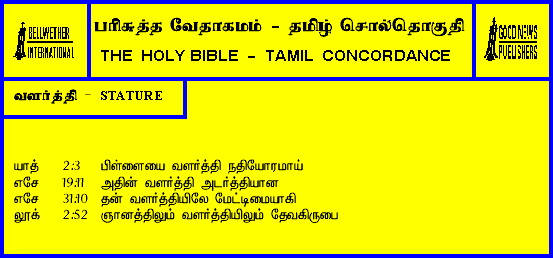 BELLWETHER
INTERNATIONAL
பரிசுத்த வேதாகமம் - தமிழ் சொல்தொகுதி
THE HOLY BIBLE - TAMIL CONCORDANCE
GOOD NEWS
PUBLISHERS
வளர்த்தி - STATURE
யாத் 2:3 பிள்ளையை வளர்த்தி நதியோரமாய்
எசே 19:11 அதின் வளர்த்தி அடர்த்தியான
எசே 31:10 தன் வளர்த்தியிலே மேட்டிமையாகி
லூக் 2:52 ஞானத்திலும் வளர்த்தியிலும் தேவகிருபை